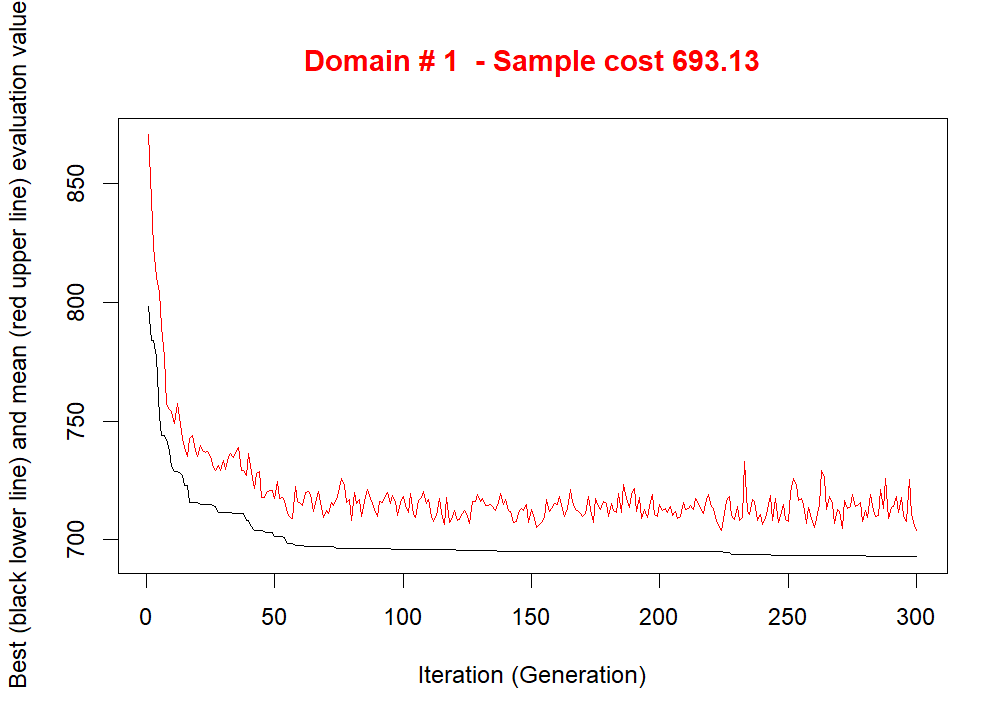 Domain # 1  - Sample cost 693.13
Best (black lower line) and mean (red upper line) evaluation value
850
800
750
700
0 50 100 150 200 250 300
Iteration (Generation)